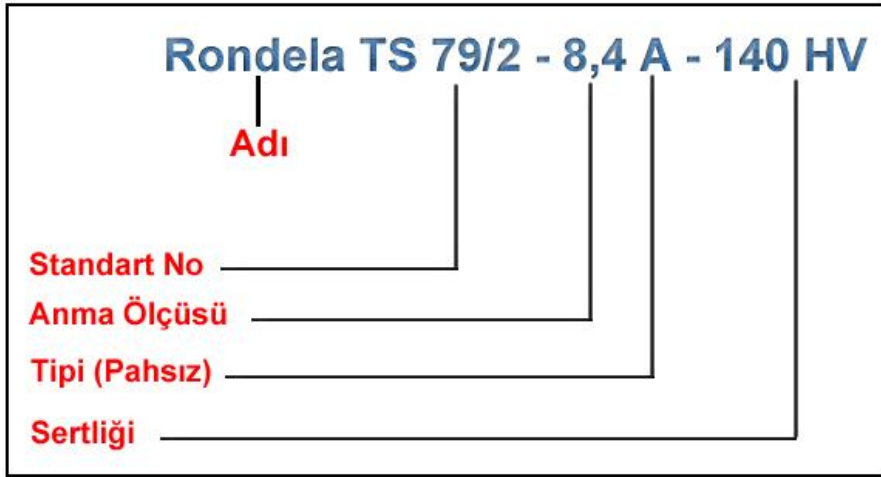 Rondela TS 79/2 - 8,4 A - 140 HV
Adı
Standart No
Anma Ölçüsü
Tipi (Pahsız)
Sertliği